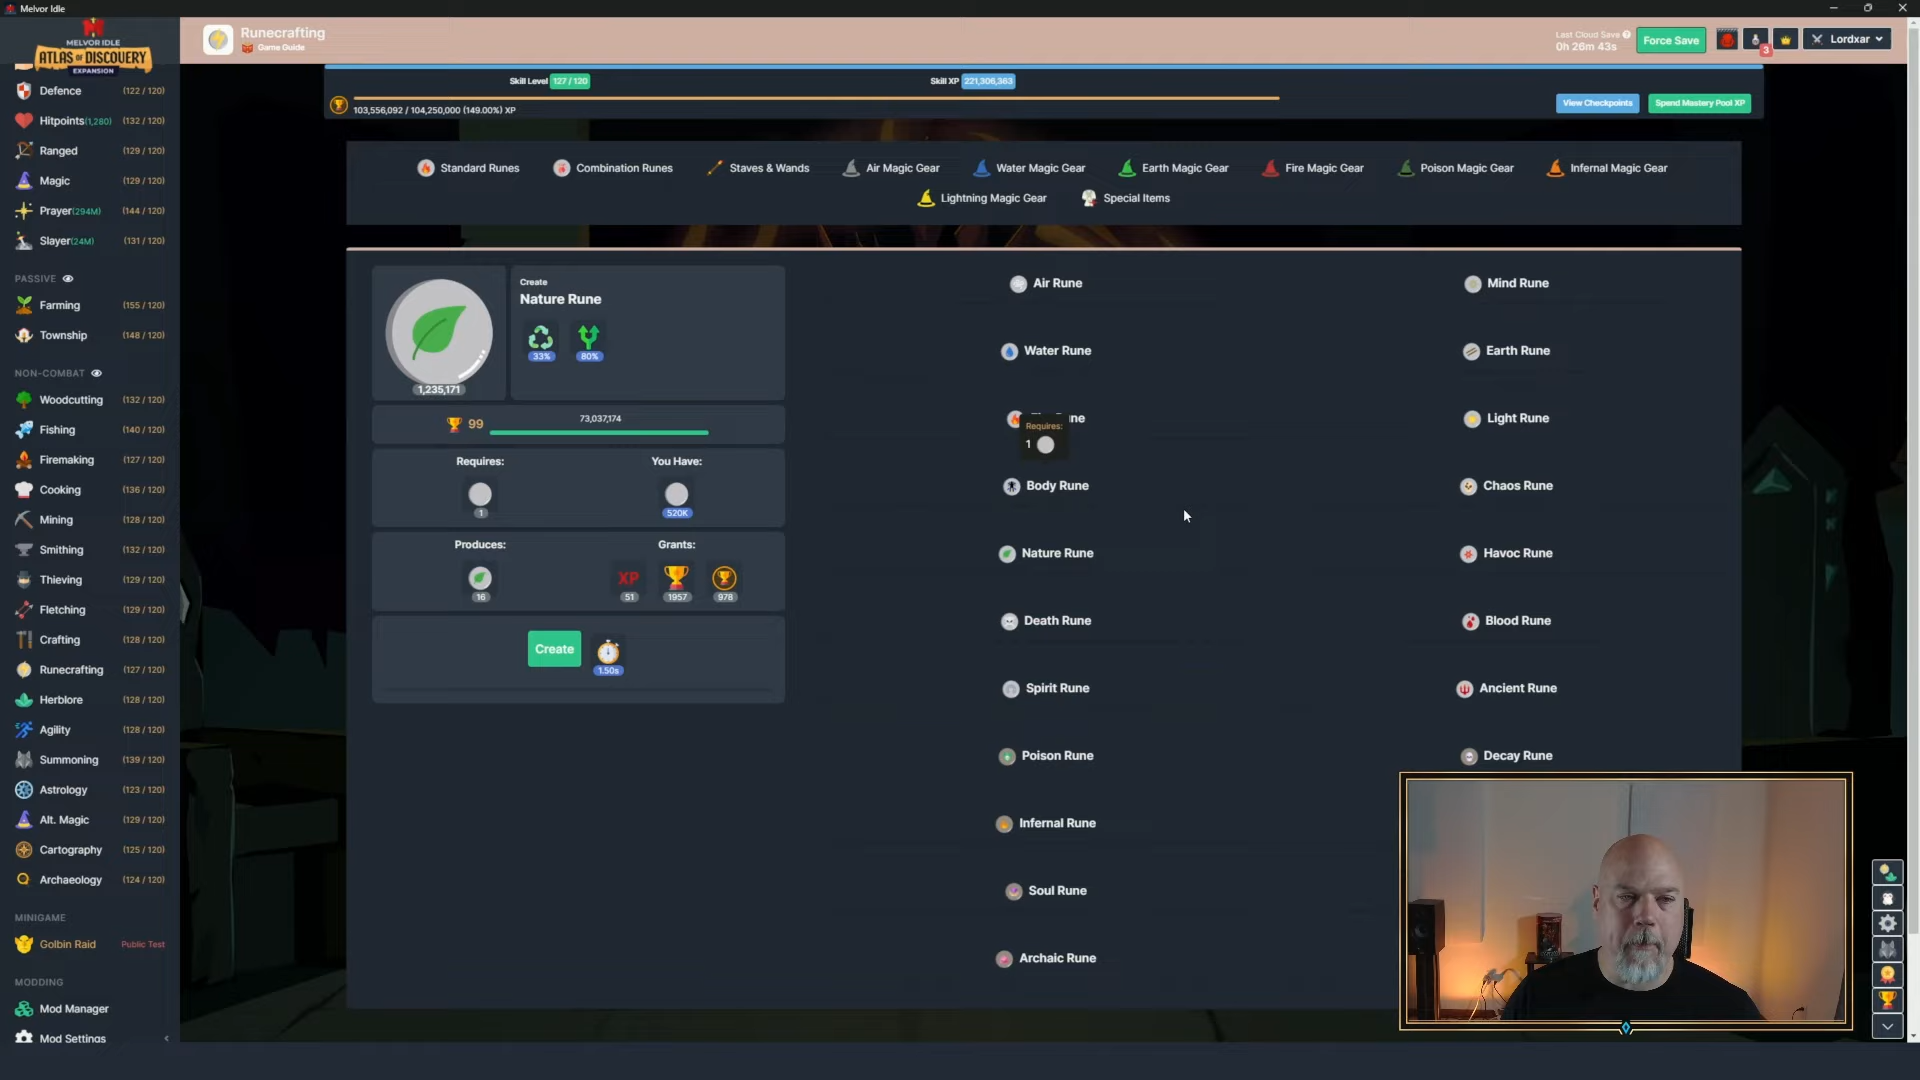 Melvor Idle
MELVOR IDLE
ATLAS OF DISCOVERY
EXPANSION
Runecrafting
Game Guide
Last Cloud Save
0h 26m 43s
Force Save
3
Lordxar
Skill Level 127 / 120
Skill XP 221,306,363
103,556,092 / 104,250,000 (149.00%) XP
View Checkpoints
Spend Mastery Pool XP
Defence (122 / 120)
Hitpoints(1,280) (132 / 120)
Ranged (129 / 120)
Magic (129 / 120)
Prayer(294M) (144 / 120)
Slayer(24M) (131 / 120)
PASSIVE
Farming (155 / 120)
Township (148 / 120)
NON-COMBAT
Woodcutting (132 / 120)
Fishing (140 / 120)
Firemaking (127 / 120)
Cooking (136 / 120)
Mining (128 / 120)
Smithing (132 / 120)
Thieving (129 / 120)
Fletching (129 / 120)
Crafting (128 / 120)
Runecrafting (127 / 120)
Herblore (128 / 120)
Agility (128 / 120)
Summoning (139 / 120)
Astrology (123 / 120)
Alt. Magic (129 / 120)
Cartography (125 / 120)
Archaeology (124 / 120)
MINIGAME
Golbin Raid Public Test
MODDING
Mod Manager
Mod Settings
Standard Runes
Combination Runes
Staves & Wands
Air Magic Gear
Water Magic Gear
Earth Magic Gear
Fire Magic Gear
Poison Magic Gear
Infernal Magic Gear
Lightning Magic Gear
Special Items
Create
Nature Rune
33%
80%
1,235,171
99
73,037,174
Requires:
You Have:
1
520K
Produces:
Grants:
XP
16
51
1957
978
Create
1.50s
Air Rune
Mind Rune
Water Rune
Earth Rune
Requires:
1
Light Rune
Body Rune
Chaos Rune
Nature Rune
Havoc Rune
Death Rune
Blood Rune
Spirit Rune
Ancient Rune
Poison Rune
Decay Rune
Infernal Rune
Soul Rune
Archaic Rune